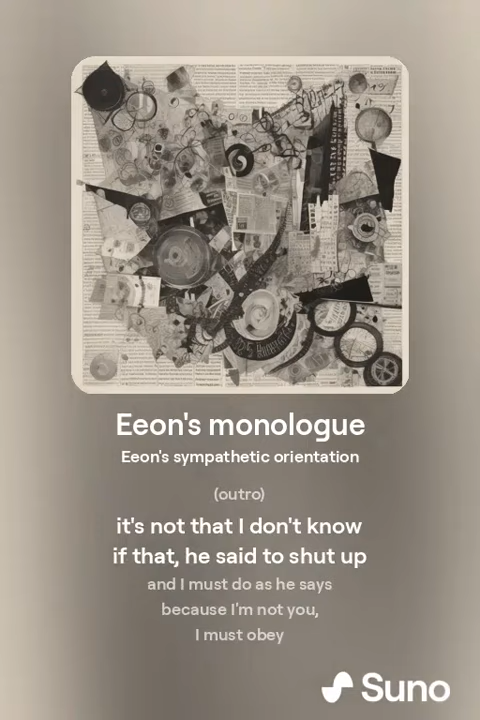 Eeon's monologue
Eeon's sympathetic orientation
(outro)
it's not that I don't know
if that, he said to shut up
and I must do as he says
because I'm not you,
I must obey
Suno